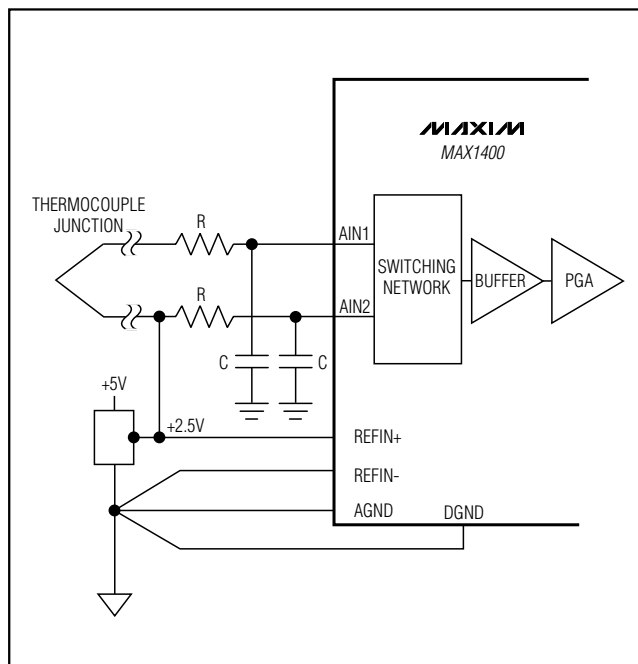 MAXIM
MAX1400
THERMOCOUPLE
JUNCTION
R
AIN1
SWITCHING
NETWORK
BUFFER
PGA
R
AIN2
C
C
+5V
+2.5V
REFIN+
REFIN-
AGND
DGND